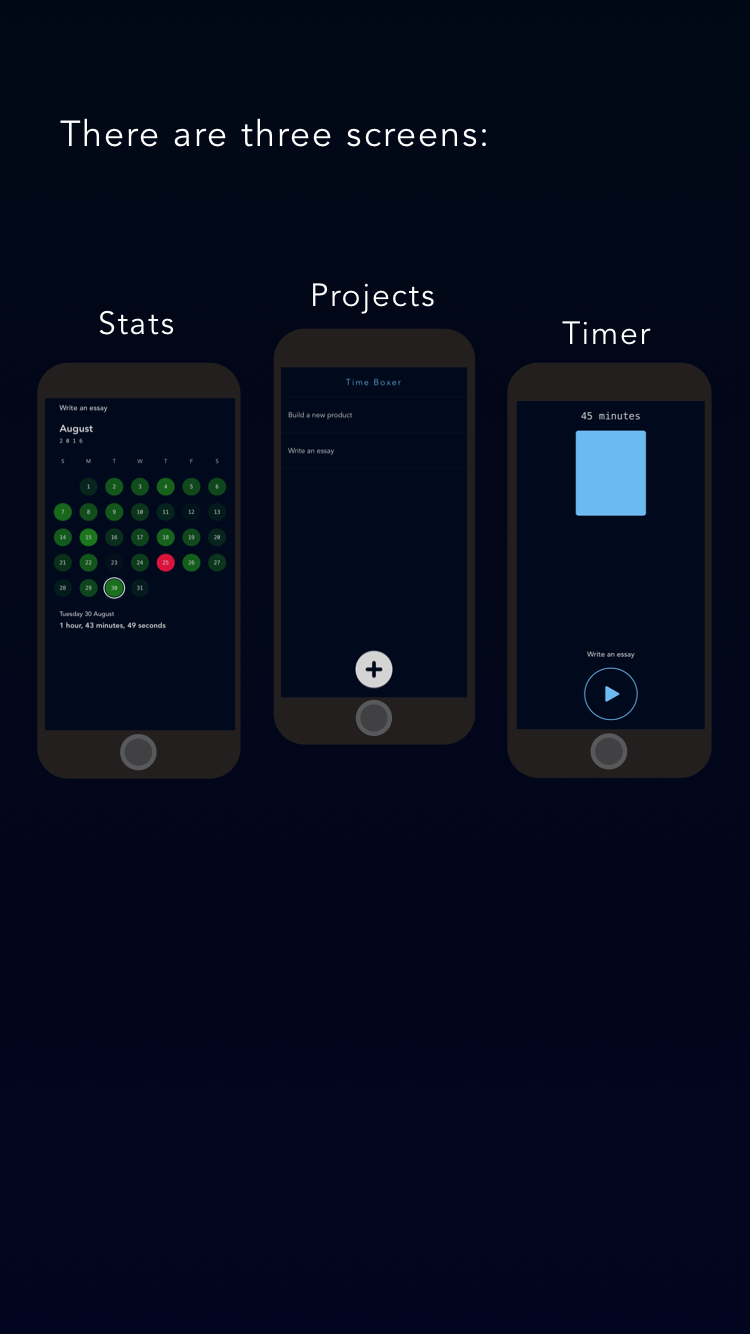 There are three screens:
Stats
Write an essay
August
2016
S M T W T F S
1 2 3 4 5 6
7 8 9 10 11 12 13
14 15 16 17 18 19 20
21 22 23 24 25 26 27
28 29 30 31
Tuesday 30 August
1 hour, 43 minutes, 49 seconds
Projects
Time Boxer
Build a new product
Write an essay
Timer
45 minutes
Write an essay